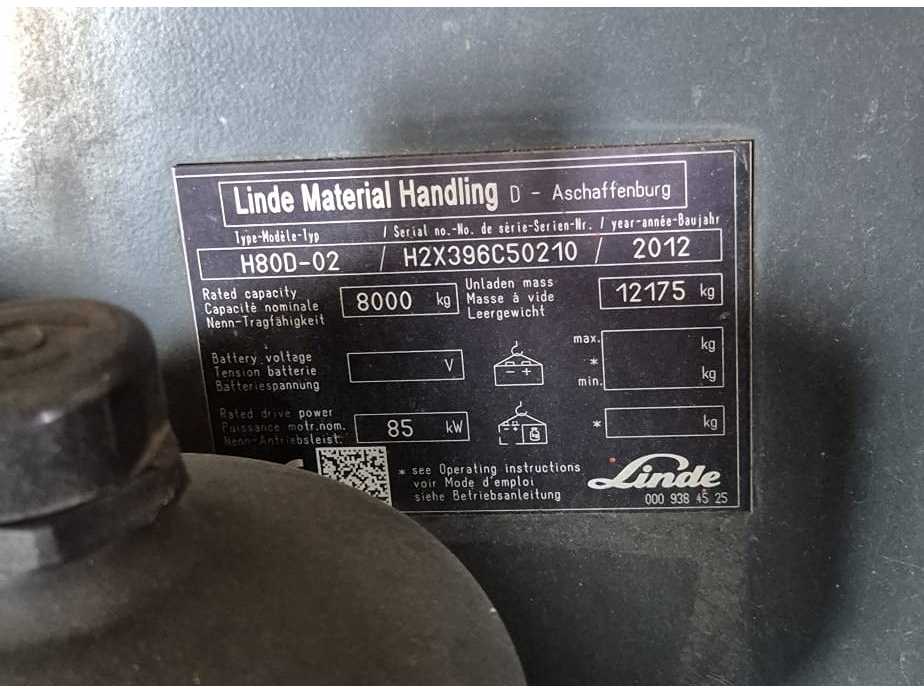 Linde Material Handling D - Aschaffenburg
Type-Modèle-Typ / Serial no.-No. de série-Serien-Nr. / year-année-Baujahr
H80D-02 / H2X396C50210 / 2012
Rated capacity
Capacité nominale
Nenn-Tragfähigkeit
8000 kg
Unladen mass
Masse à vide
Leergewicht
12175 kg
Battery voltage
Tension batterie
Batteriespannung
V
- +
max. kg
*
min. kg
Rated drive power
Puissance motr.nom.
Nenn-Antriebsleist.
85 kW
* kg
* see Operating instructions
voir Mode d'emploi
siehe Betriebsanleitung
Linde
000 938 45 25